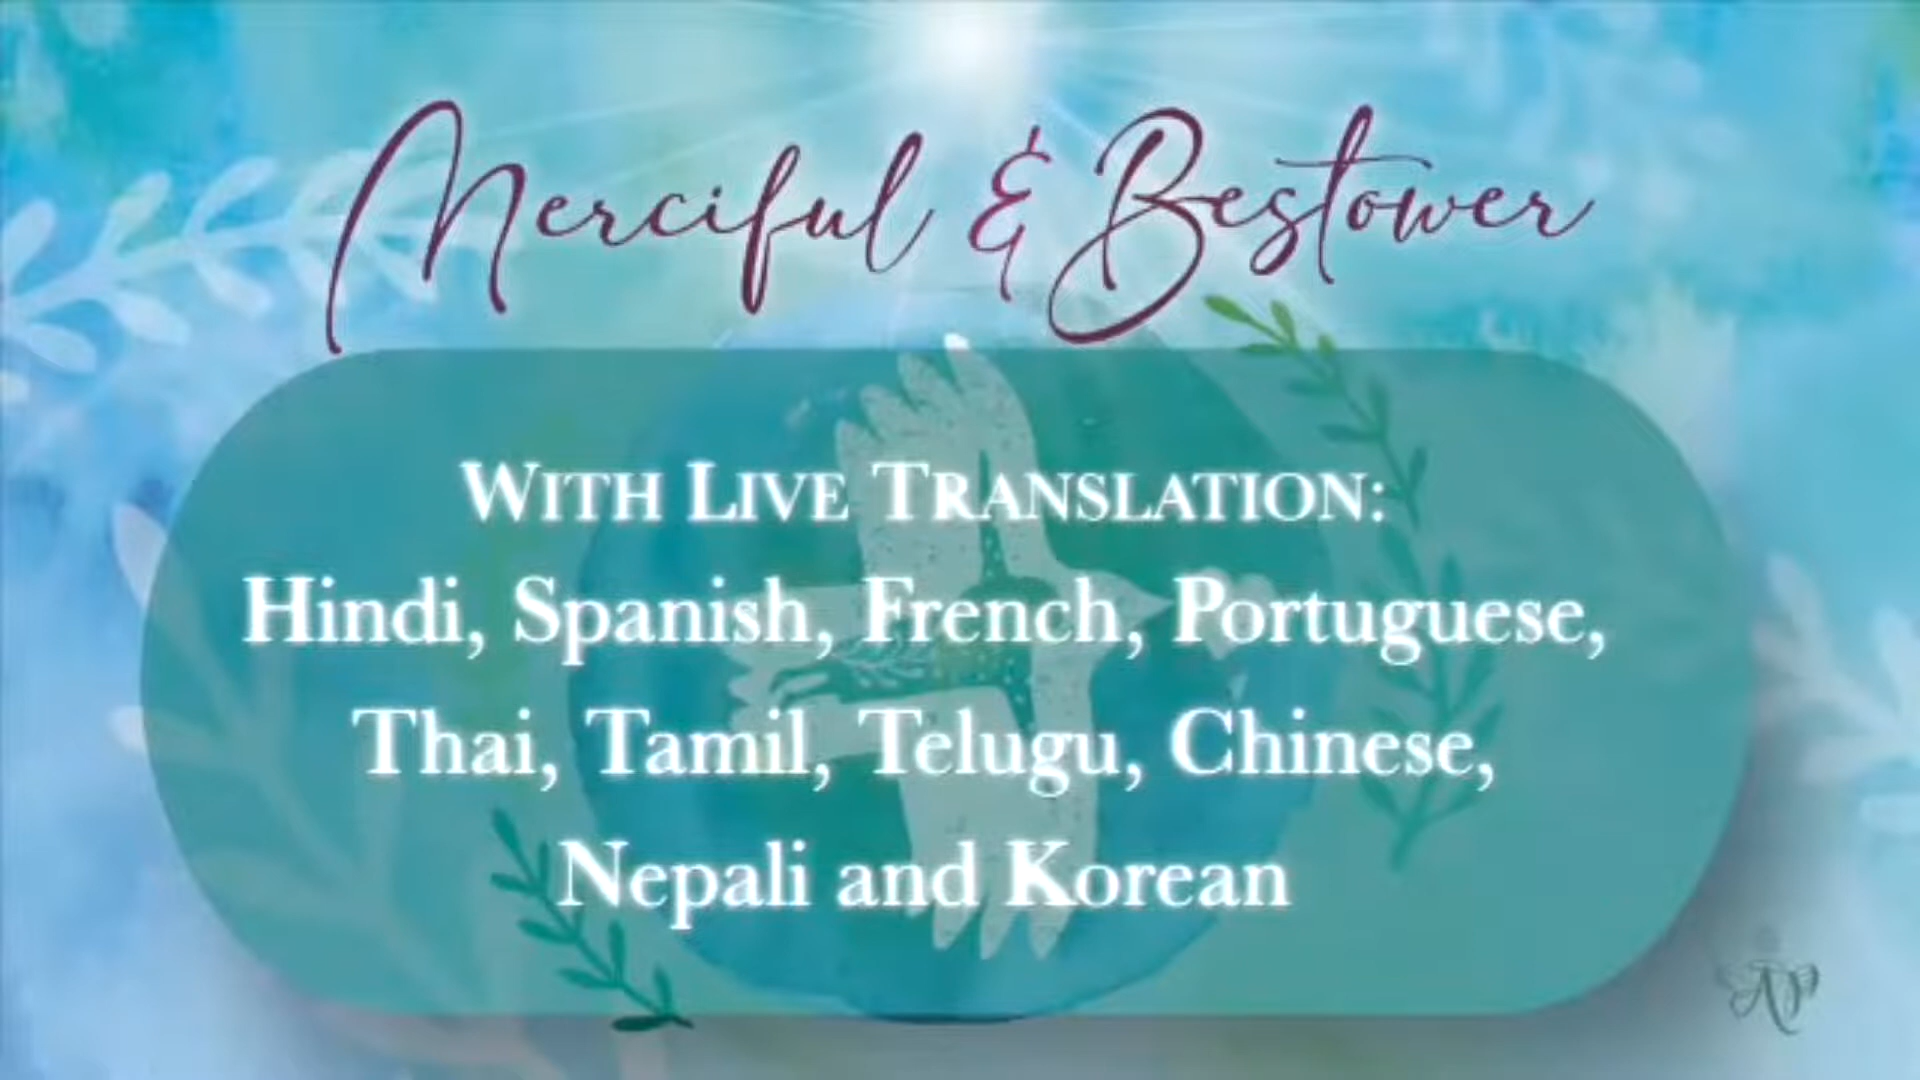 Merciful & Bestower
WITH LIVE TRANSLATION:
Hindi, Spanish, French, Portuguese,
Thai, Tamil, Telugu, Chinese,
Nepali and Korean